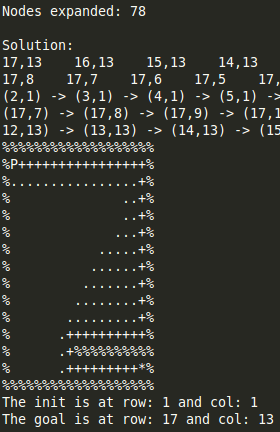 Nodes expanded: 78
Solution:
17,13    16,13    15,13    14,13
17,8    17,7    17,6    17,5    17,
(2,1) -> (3,1) -> (4,1) -> (5,1) ->
(17,7) -> (17,8) -> (17,9) -> (17,1
12,13) -> (13,13) -> (14,13) -> (15
%%%%%%%%%%%%%%%%%%%
%P++++++++++++++++%
%................+%
%              ..+%
%              ..+%
%             ...+%
%           .....+%
%          ......+%
%         .......+%
%        ........+%
%       .........+%
%      .++++++++++%
%      .+%%%%%%%%%%
%      .+++++++++*%
%%%%%%%%%%%%%%%%%%%
The init is at row: 1 and col: 1
The goal is at row: 17 and col: 13